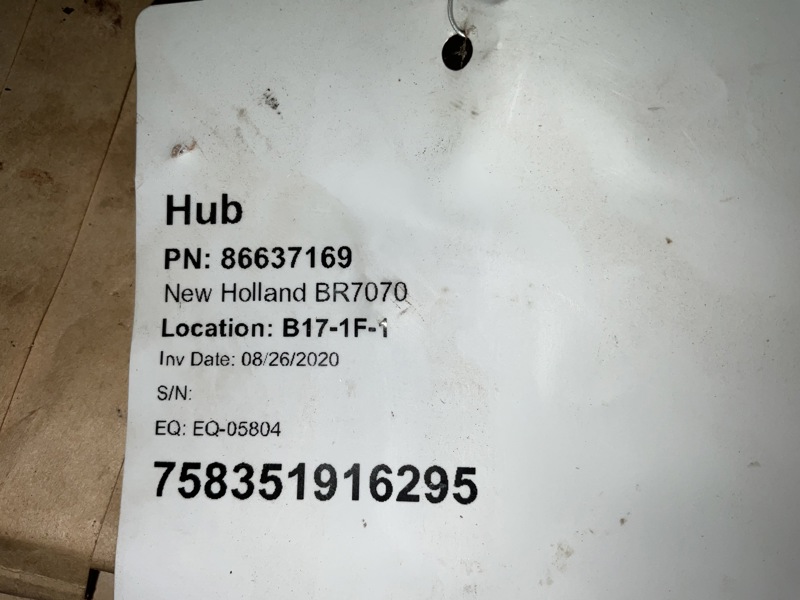 Hub
PN: 86637169
New Holland BR7070
Location: B17-1F-1
Inv Date: 08/26/2020
S/N:
EQ: EQ-05804
758351916295